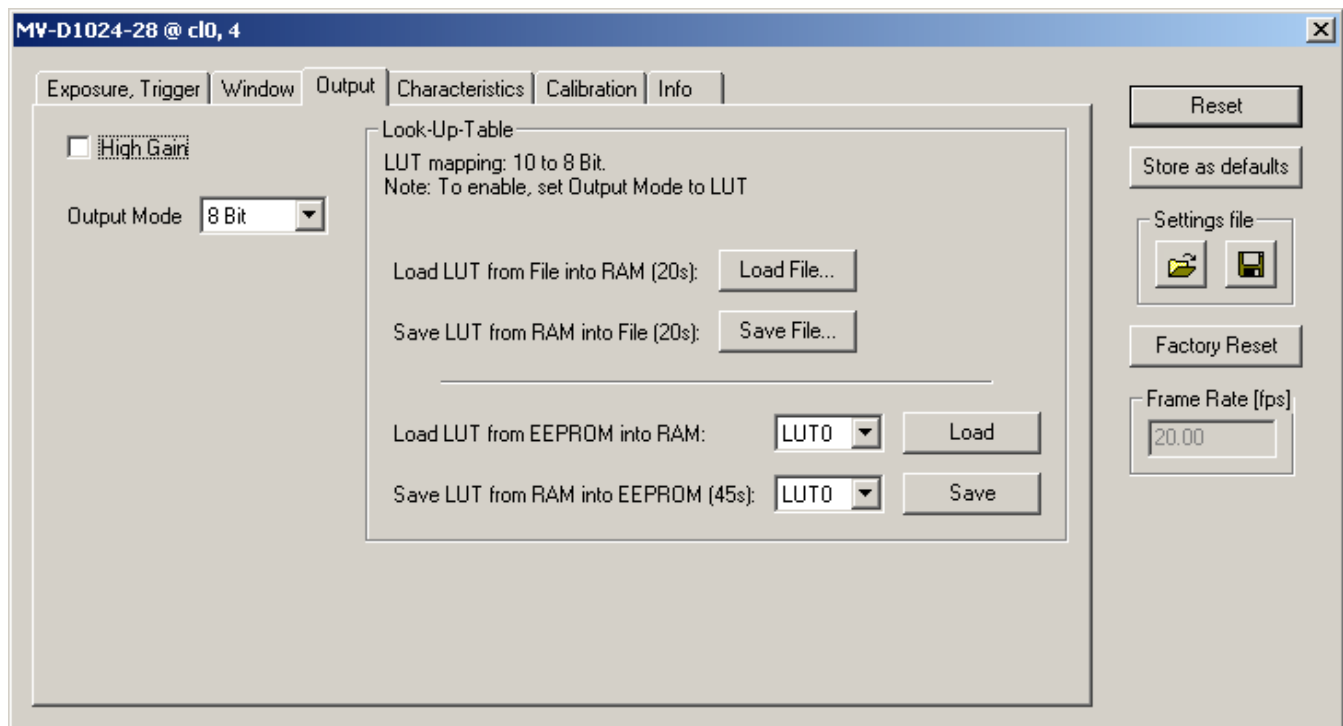 MV-D1024-28 @ cl0, 4
Exposure, Trigger
Window
Output
Characteristics
Calibration
Info
High Gain
Output Mode
8 Bit
Look-Up-Table
LUT mapping: 10 to 8 Bit.
Note: To enable, set Output Mode to LUT
Load LUT from File into RAM (20s):
Load File...
Save LUT from RAM into File (20s):
Save File...
Load LUT from EEPROM into RAM:
LUT0
Load
Save LUT from RAM into EEPROM (45s):
LUT0
Save
Reset
Store as defaults
Settings file
Factory Reset
Frame Rate [fps]
20.00